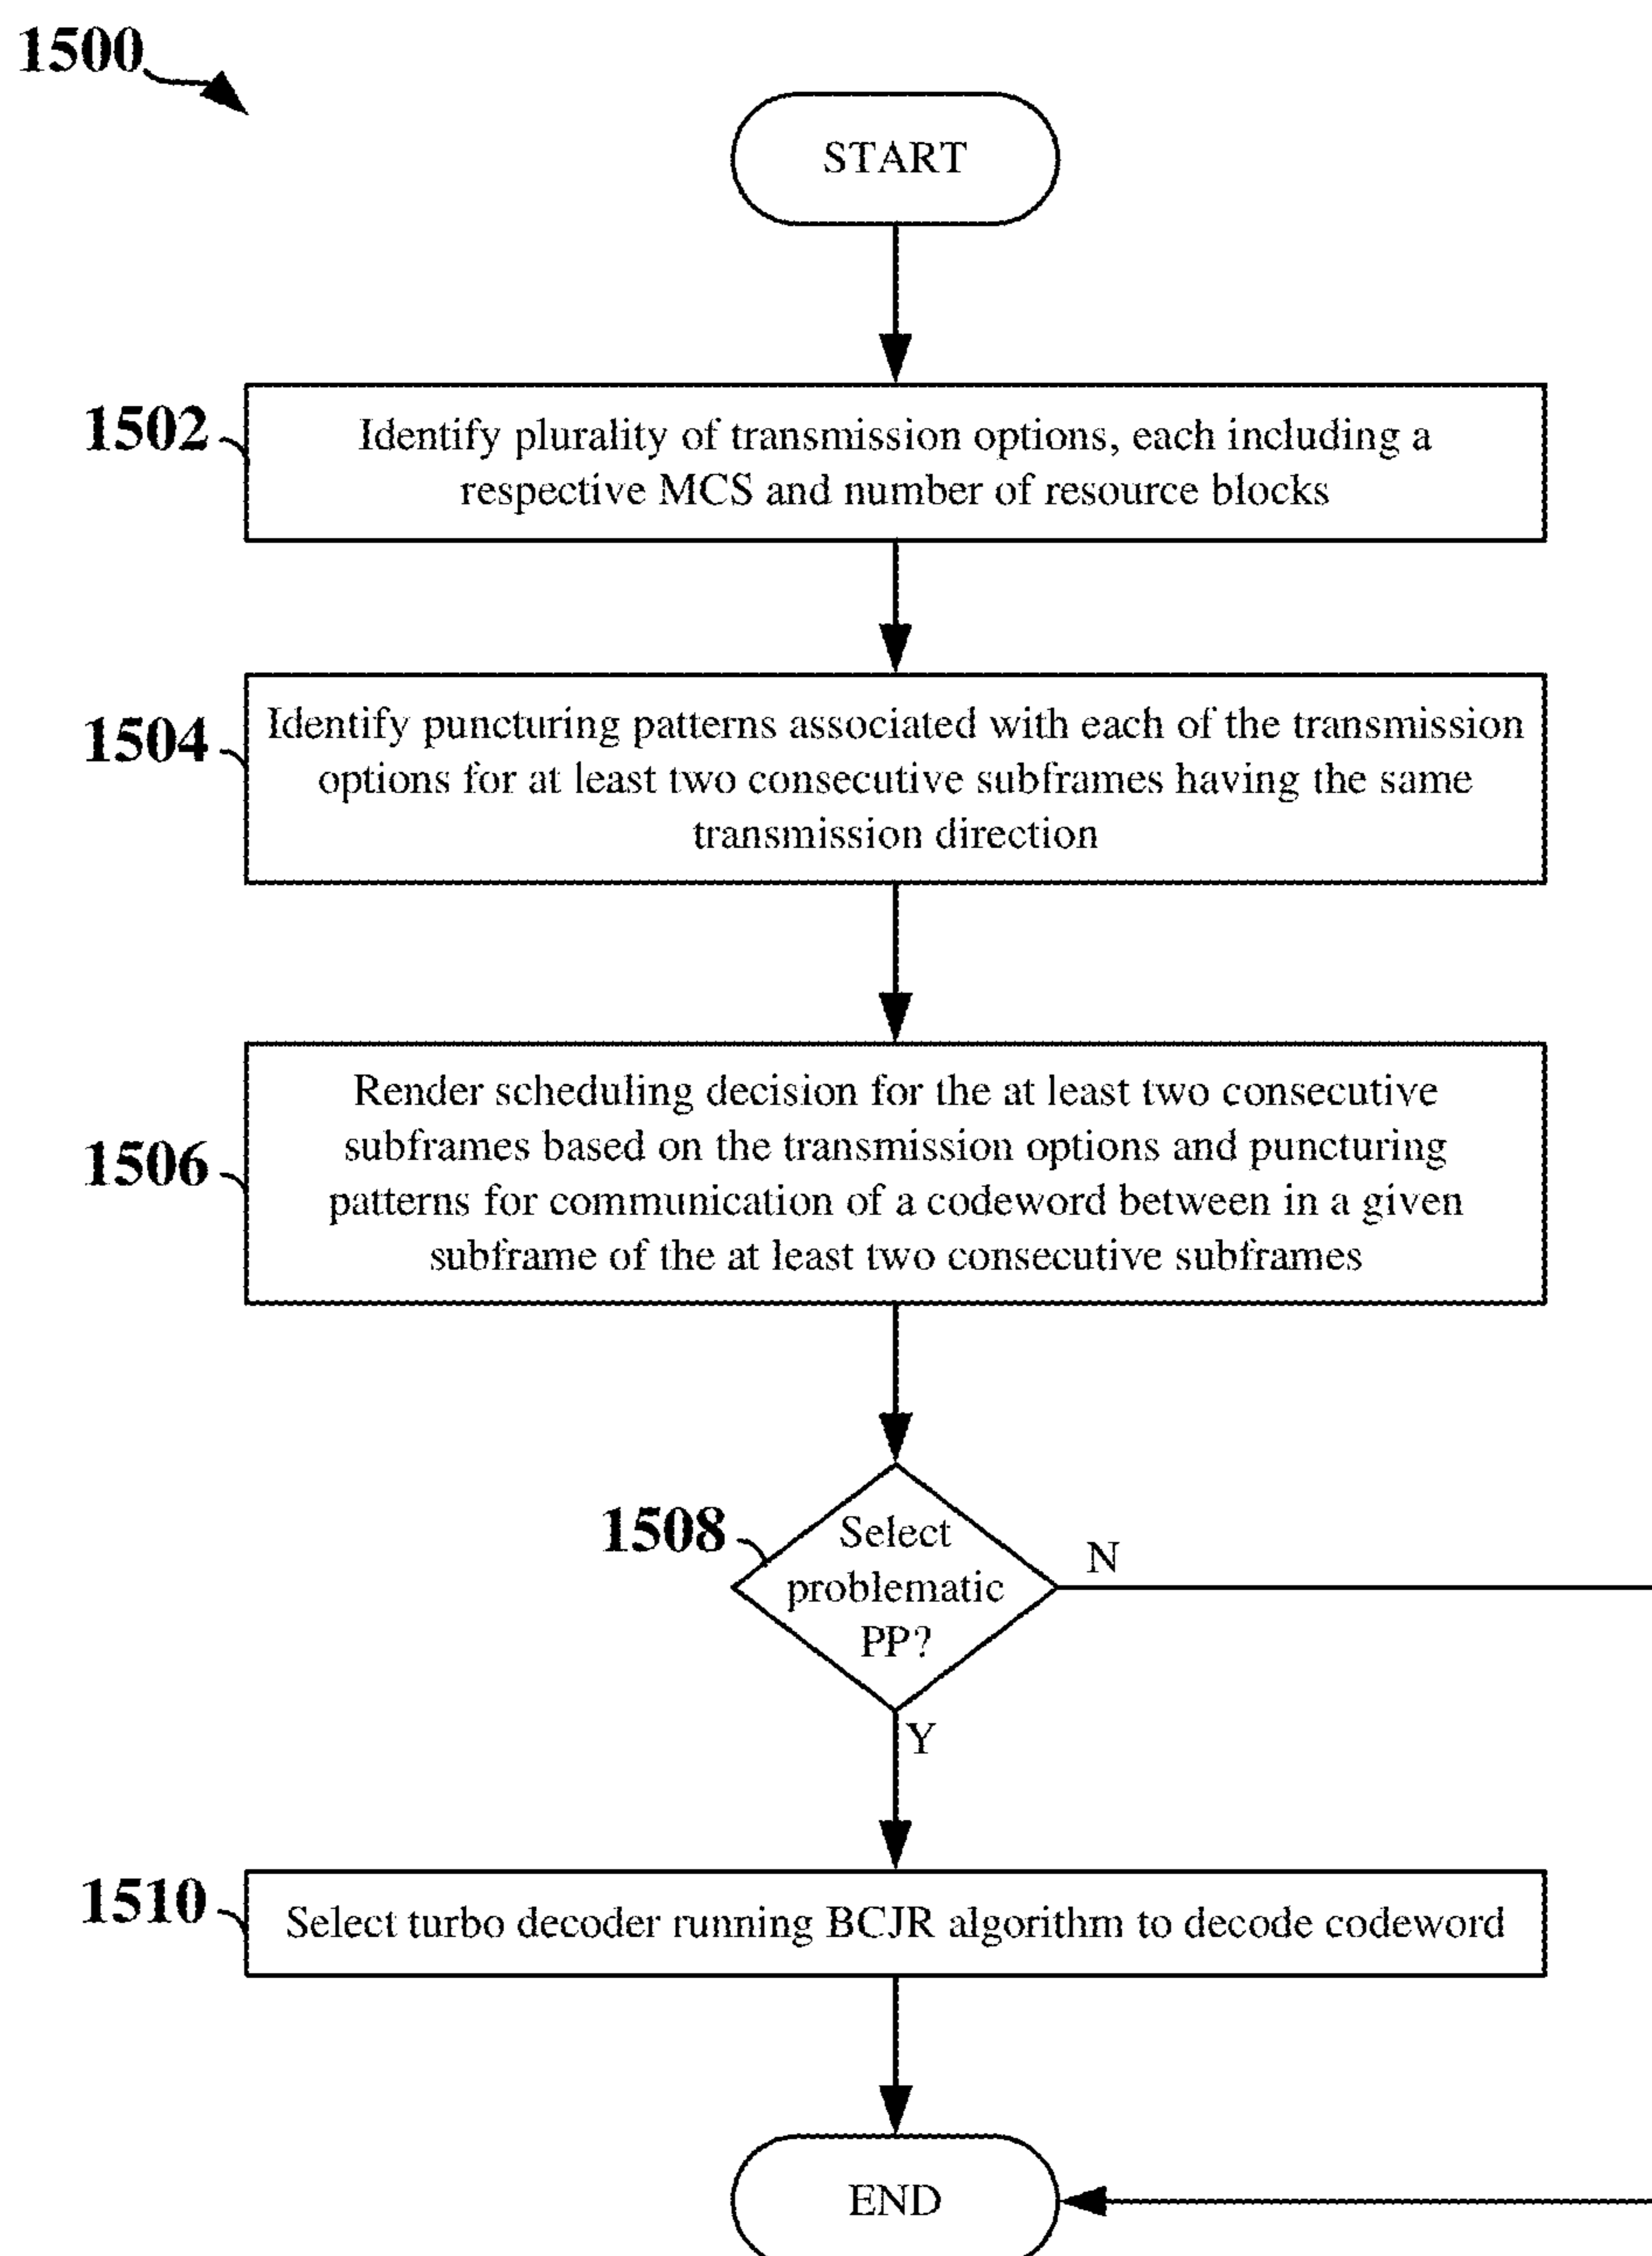 1500
START
1502
Identify plurality of transmission options, each including a
respective MCS and number of resource blocks
1504
Identify puncturing patterns associated with each of the transmission
options for at least two consecutive subframes having the same
transmission direction
1506
Render scheduling decision for the at least two consecutive
subframes based on the transmission options and puncturing
patterns for communication of a codeword between in a given
subframe of the at least two consecutive subframes
1508
Select
problematic
PP?
N
Y
1510
Select turbo decoder running BCJR algorithm to decode codeword
END